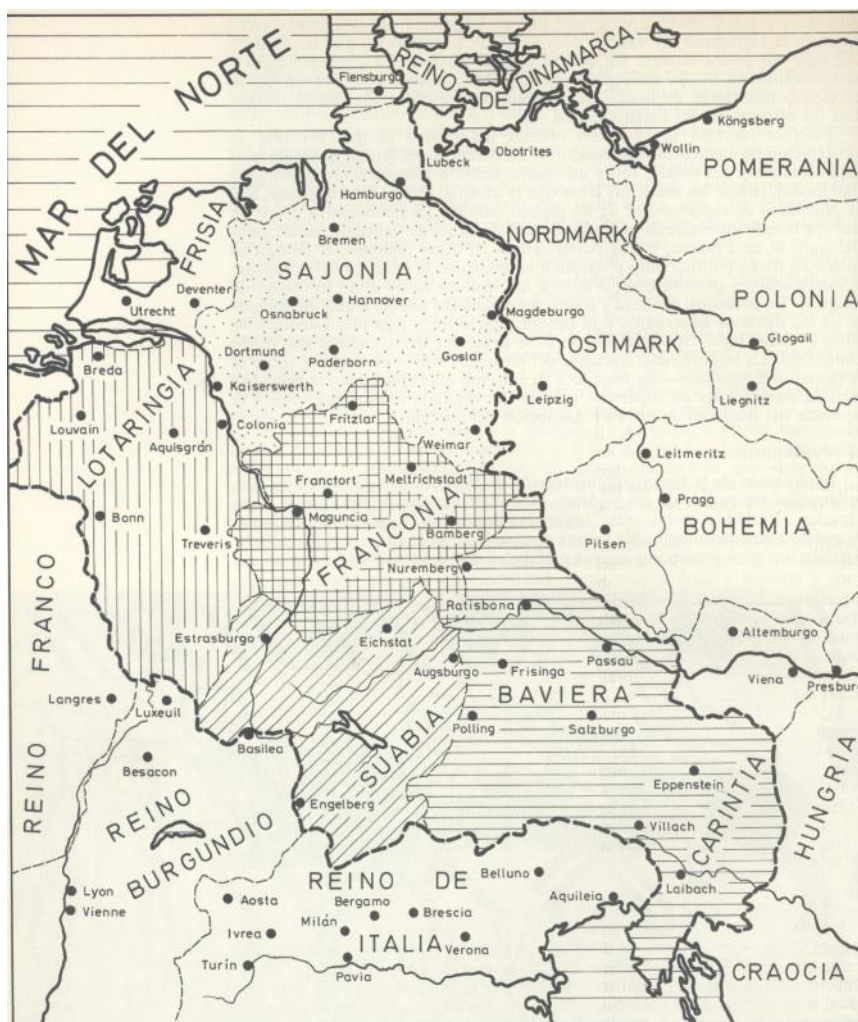 MAR DEL NORTE
REINO DE DINAMARCA
Flensburgo
Köngsberg
Wollin
Lubeck
Obotrites
POMERANIA
Hamburgo
NORDMARK
FRISIA
Bremen
SAJONIA
Deventer
Utrecht
Osnabruck
Hannover
POLONIA
Magdeburgo
Glogail
OSTMARK
Dortmund
Paderborn
Goslar
Breda
Kaiserswerth
Leipzig
Liegnitz
LOTARINGIA
Louvain
Colonia
Fritzlar
Aquisgrán
Weimar
Leitmeritz
Meltrichstadt
Franctort
Praga
Bonn
Maguncia
FRANCONIA
Bamberg
BOHEMIA
Treveris
Pilsen
Nuremberg
REINO FRANCO
Ratisbona
Estrasburgo
Eichstat
Altemburgo
Augsburgo
Frisinga
Passau
Viena
Presburg
BAVIERA
Langres
Luxeuil
SUABIA
Polling
Salzburgo
Basilea
Besacon
Eppenstein
HUNGRIA
REINO BURGUNDIO
Engelberg
CARINTIA
Villach
REINO DE ITALIA
Belluno
Laibach
Lyon
Vienne
Aosta
Bergamo
Brescia
Aquileia
Ivrea
Milán
Verona
Turín
Pavia
CRAOCIA